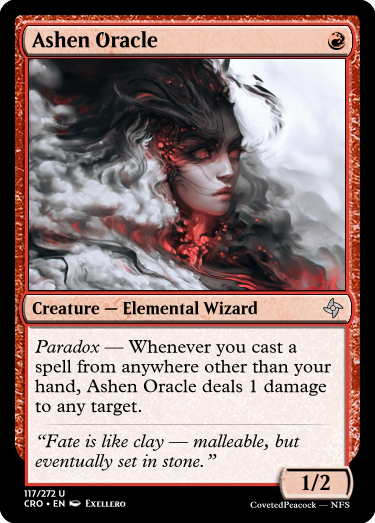 Ashen Oracle
Creature — Elemental Wizard
Paradox — Whenever you cast a
spell from anywhere other than your
hand, Ashen Oracle deals 1 damage
to any target.
“Fate is like clay — malleable, but
eventually set in stone.”
1/2
117/272 U
CRO • EN Exellero
CovetedPeacock — NFS